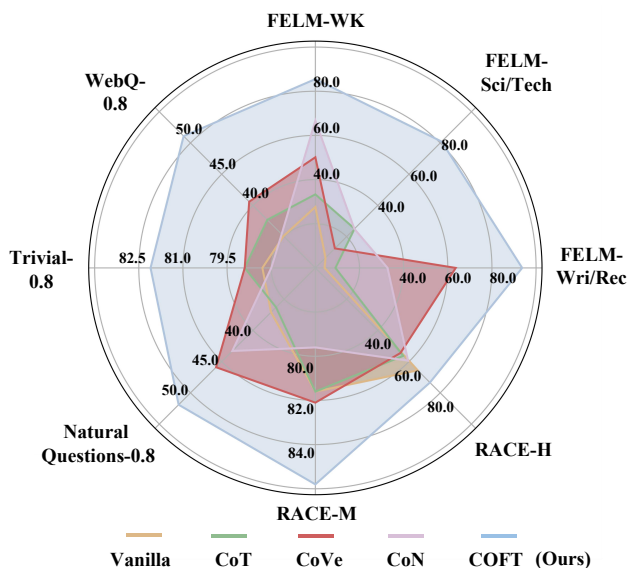 FELM-WK
FELM-
Sci/Tech
WebQ-
0.8
80.0
50.0
80.0
60.0
45.0
60.0
40.0
40.0
40.0
Trivial-
0.8
82.5
81.0
79.5
40.0
60.0
80.0
FELM-
Wri/Rec
40.0
40.0
80.0
45.0
60.0
50.0
82.0
80.0
84.0
Natural
Questions-0.8
RACE-H
RACE-M
Vanilla
CoT
CoVe
CoN
COFT
(Ours)